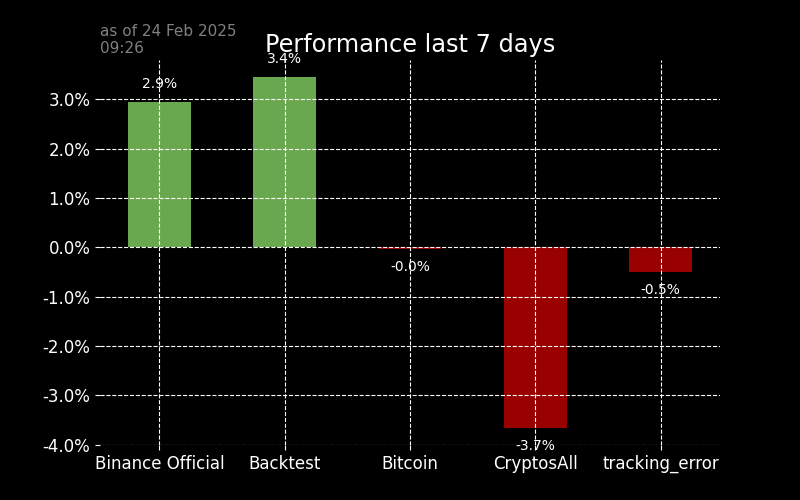 as of 24 Feb 2025
09:26
Performance last 7 days
2.9%
3.4%
-0.0%
-3.7%
-0.5%
3.0%
2.0%
1.0%
0.0%
-1.0%
-2.0%
-3.0%
-4.0%
Binance Official
Backtest
Bitcoin
CryptosAll
tracking_error